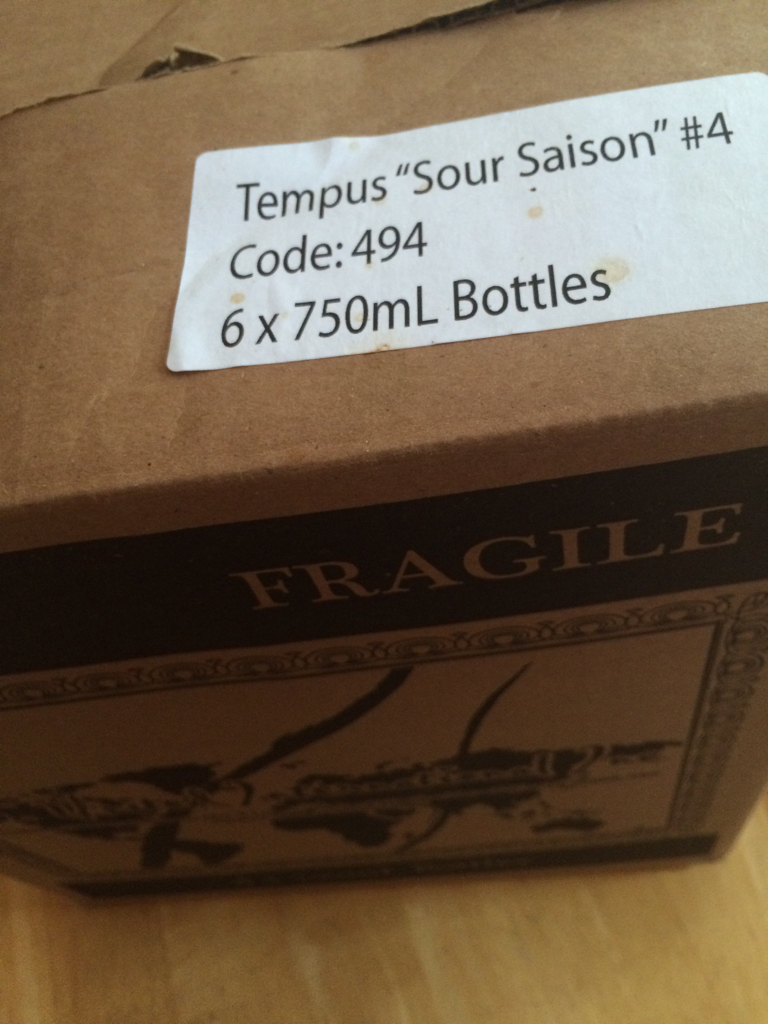 Tempus “Sour Saison” #4
Code: 494
6 x 750mL Bottles
FRAGILE